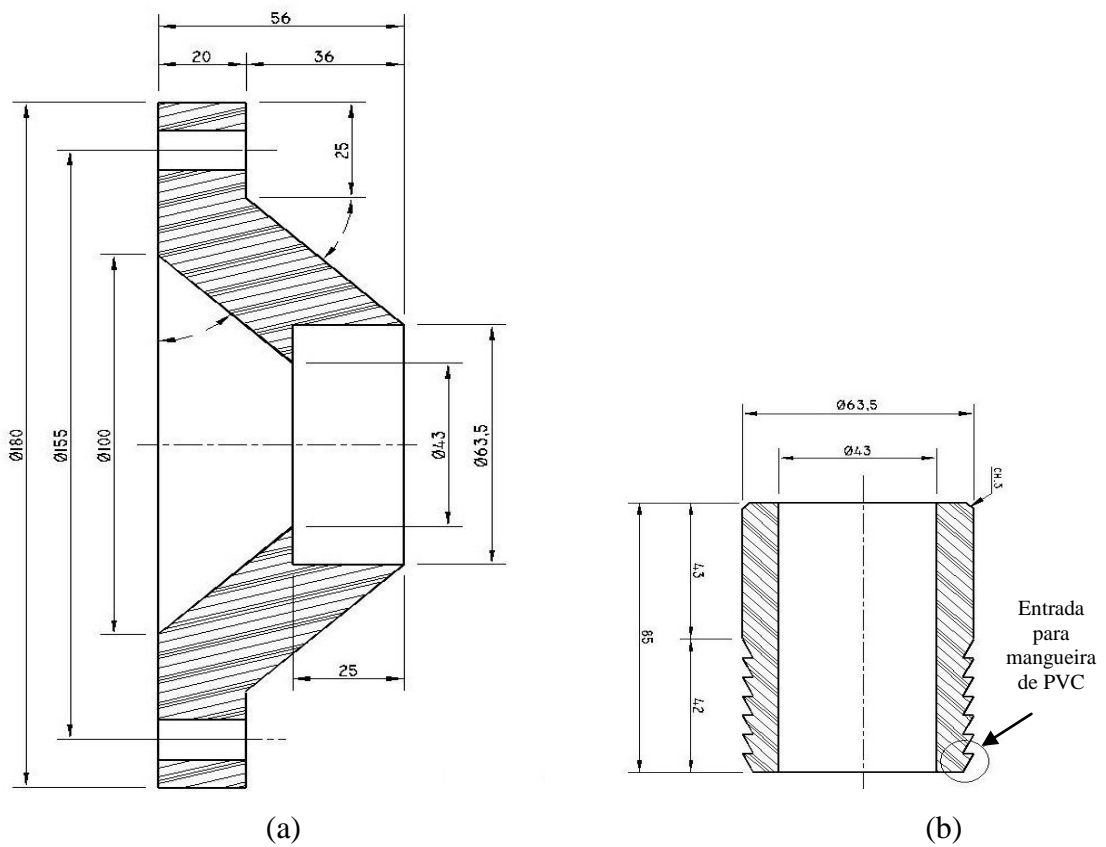 56
20
36
25
Ø180
Ø155
Ø100
Ø43
Ø63,5
25
(a)
Ø63,5
Ø43
CH.3
43
85
42
Entrada
para
mangueira
de PVC
(b)